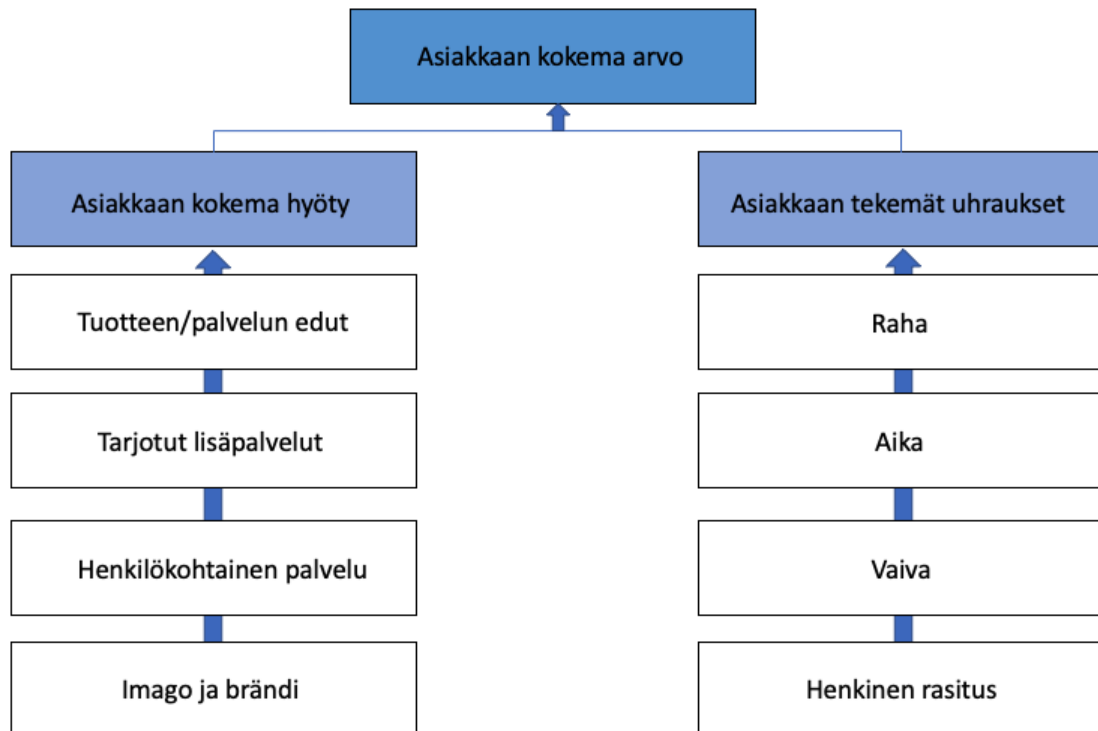 Asiakkaan kokema arvo
Asiakkaan kokema hyöty
Asiakkaan tekemät uhraukset
Tuotteen/palvelun edut
Raha
Tarjotut lisäpalvelut
Aika
Henkilökohtainen palvelu
Vaiva
Imago ja brändi
Henkinen rasitus